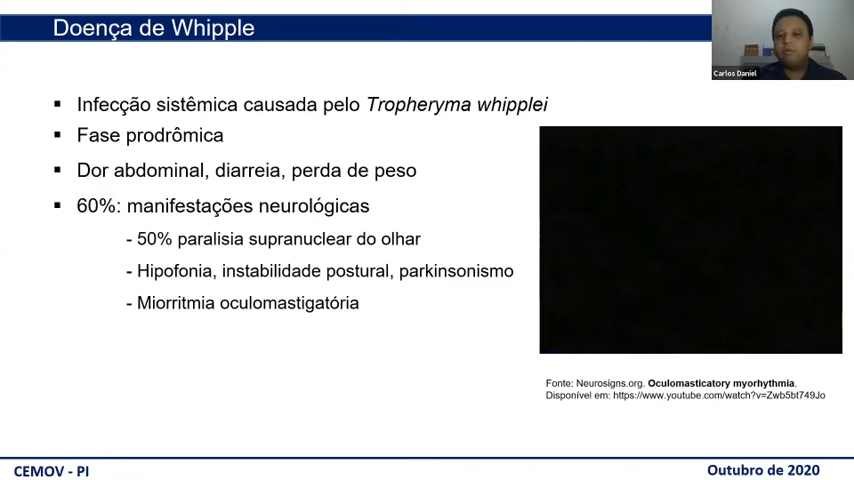 Doença de Whipple
Carlos Daniel
▪ Infecção sistêmica causada pelo Tropheryma whipplei
▪ Fase prodrômica
▪ Dor abdominal, diarreia, perda de peso
▪ 60%: manifestações neurológicas
- 50% paralisia supranuclear do olhar
- Hipofonia, instabilidade postural, parkinsonismo
- Miorritmia oculomastigatória
Fonte: Neurosigns.org. Oculomasticatory myorhythmia.
Disponível em: https://www.youtube.com/watch?v=Zwb5bt749Jo
CEMOV - PI
Outubro de 2020